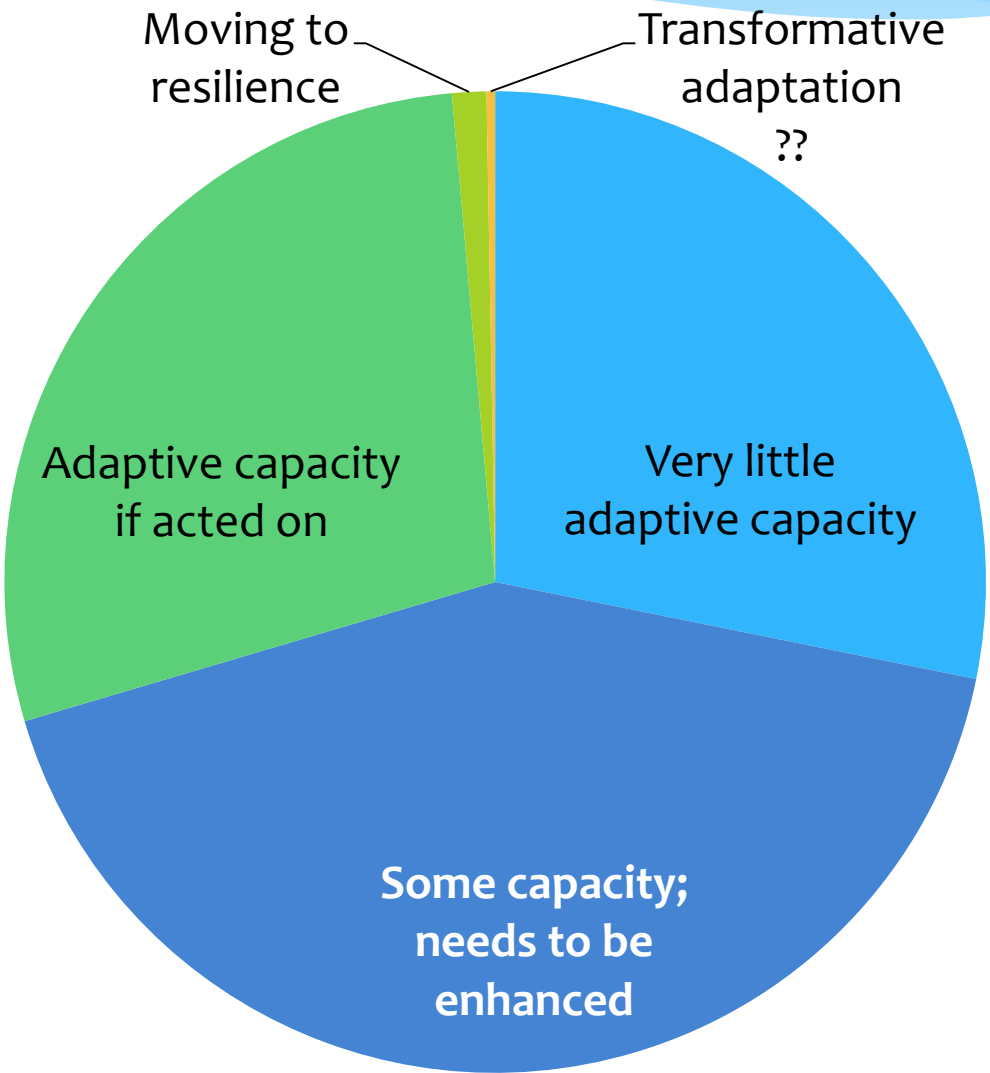 Moving to
resilience
Transformative
adaptation
??
Adaptive capacity
if acted on
Very little
adaptive capacity
Some capacity;
needs to be
enhanced